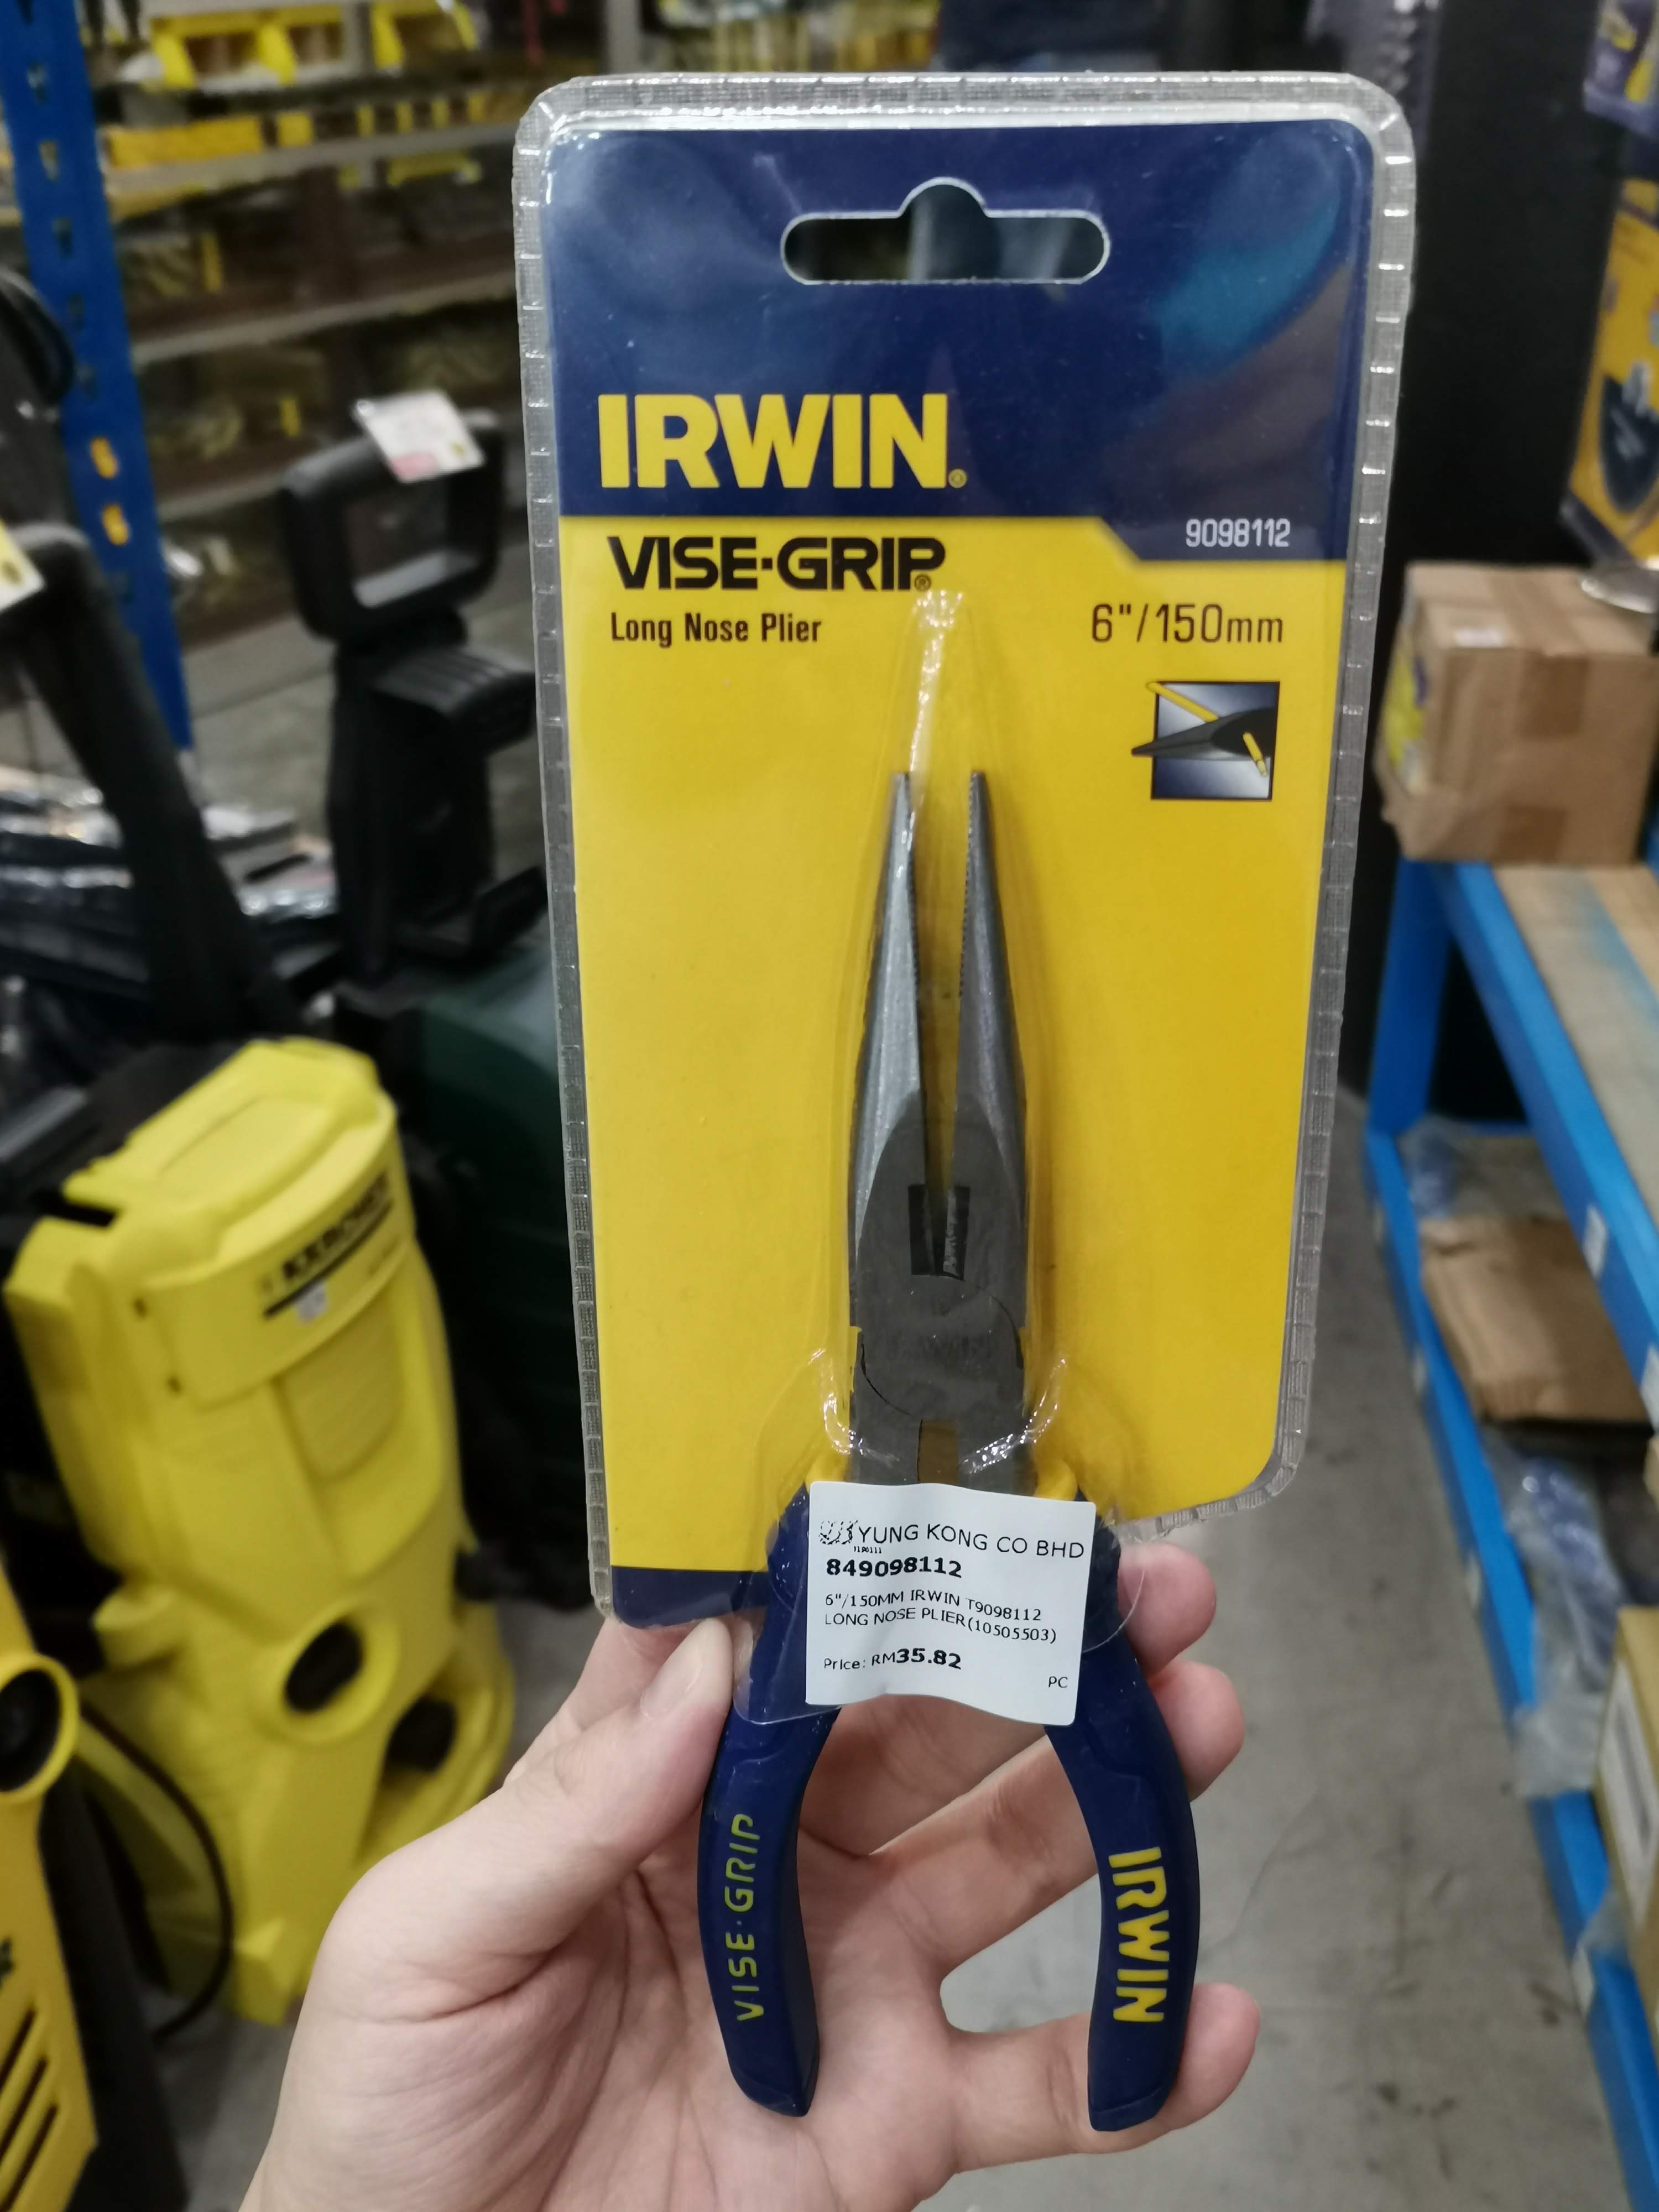 IRWIN®
9098112
VISE-GRIP®
Long Nose Plier
6"/150mm
YUNG KONG CO BHD
849098112
6"/150MM IRWIN T9098112
LONG NOSE PLIER(10505503)
Price: RM35.82
PC
VISE-GRIP
IRWIN
KÄRCHER